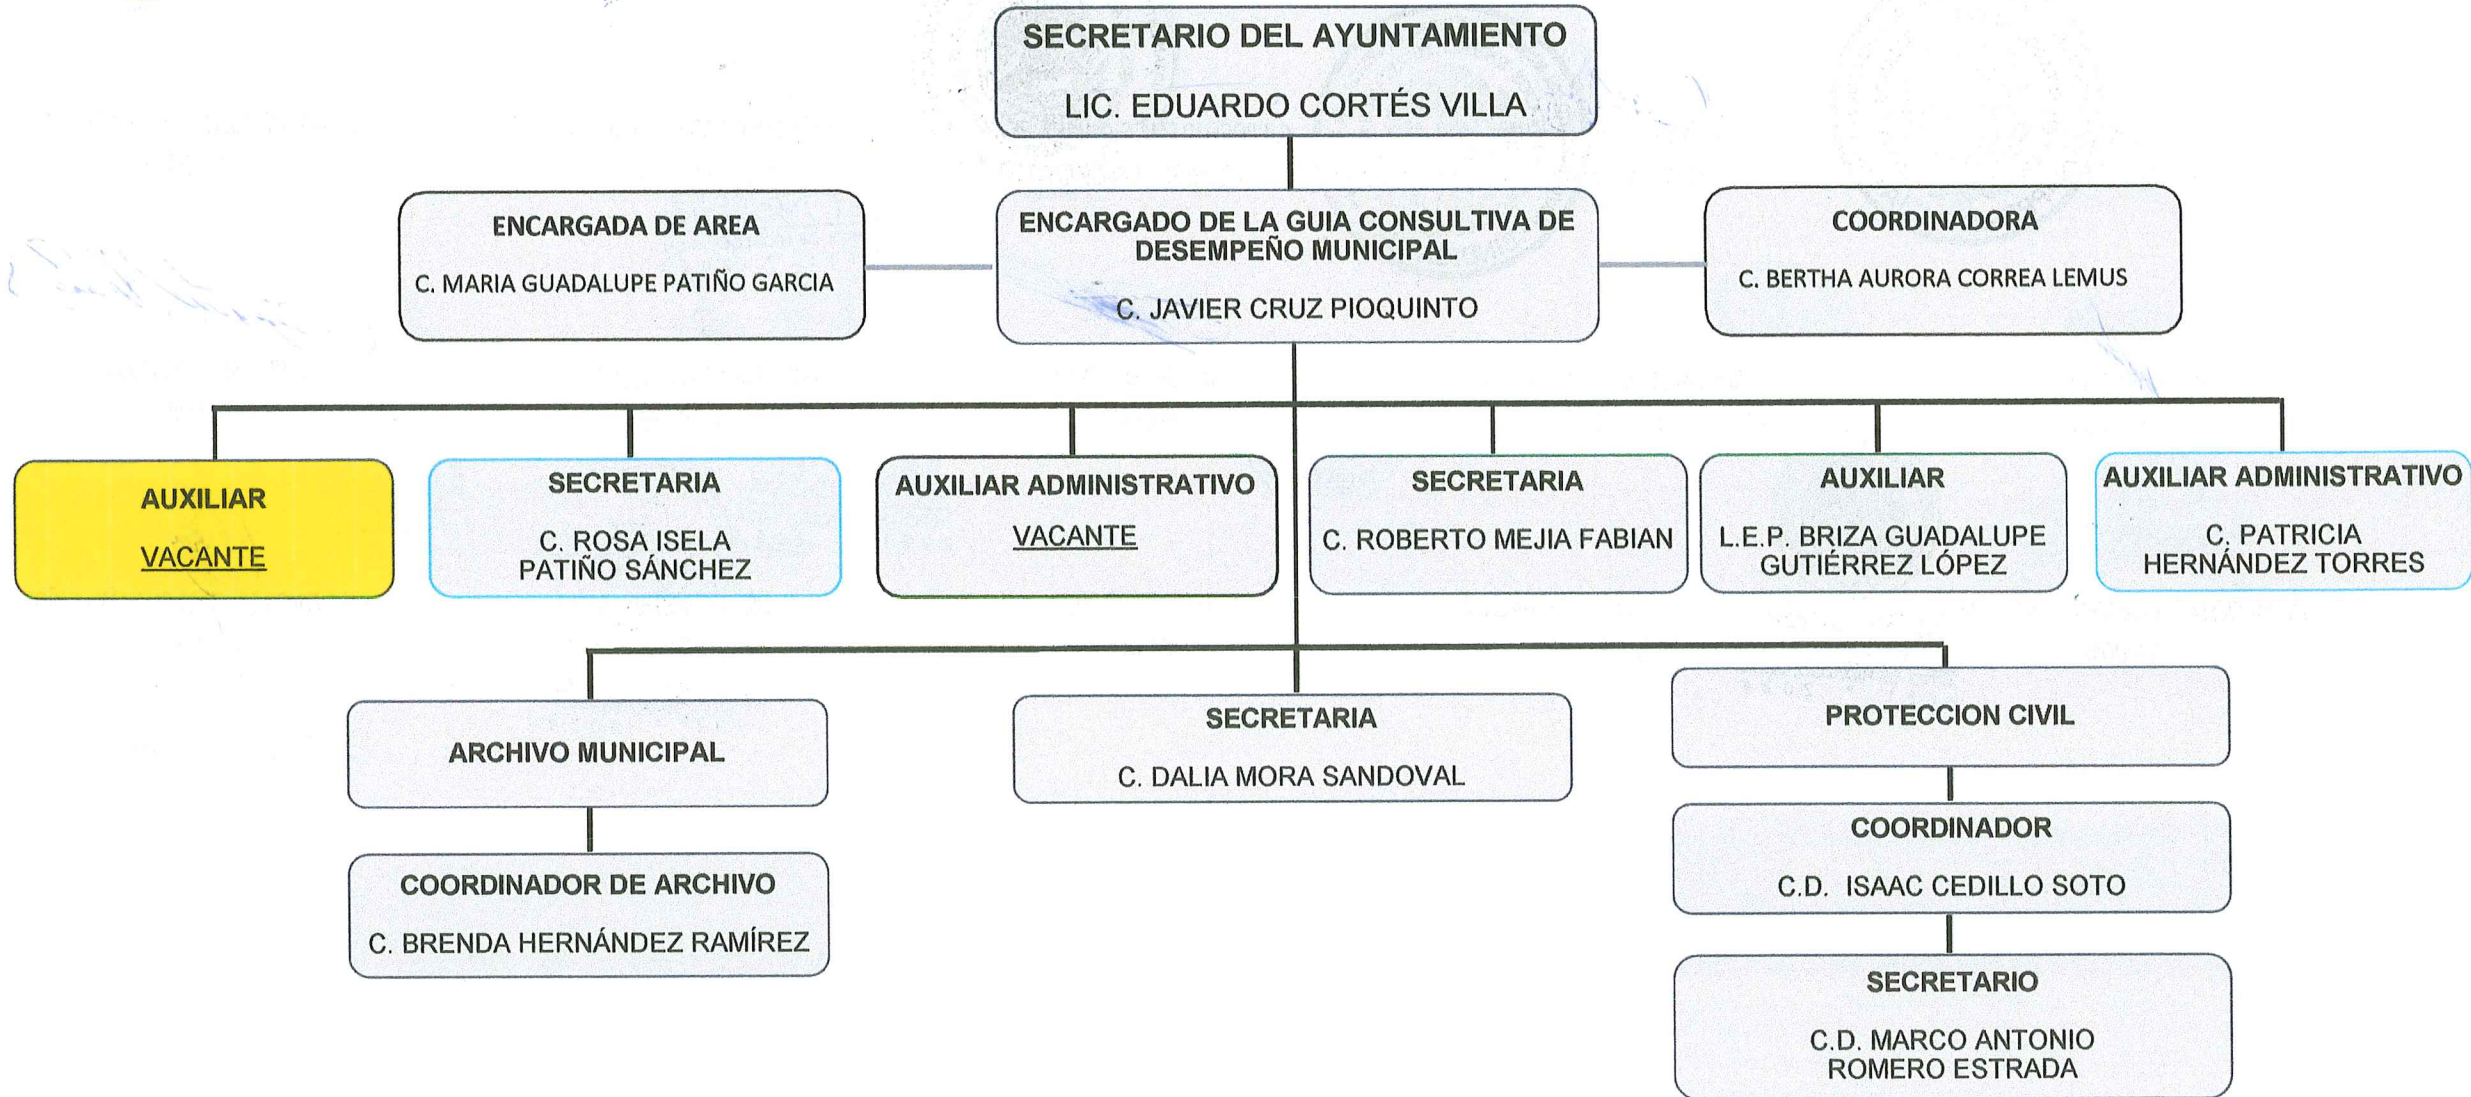 SECRETARIO DEL AYUNTAMIENTO
LIC. EDUARDO CORTÉS VILLA
ENCARGADA DE AREA
C. MARIA GUADALUPE PATIÑO GARCIA
ENCARGADO DE LA GUIA CONSULTIVA DE
DESEMPEÑO MUNICIPAL
C. JAVIER CRUZ PIOQUINTO
COORDINADORA
C. BERTHA AURORA CORREA LEMUS
AUXILIAR
VACANTE
SECRETARIA
C. ROSA ISELA
PATIÑO SÁNCHEZ
AUXILIAR ADMINISTRATIVO
VACANTE
SECRETARIA
C. ROBERTO MEJIA FABIAN
AUXILIAR
L.E.P. BRIZA GUADALUPE
GUTIÉRREZ LÓPEZ
AUXILIAR ADMINISTRATIVO
C. PATRICIA
HERNÁNDEZ TORRES
ARCHIVO MUNICIPAL
COORDINADOR DE ARCHIVO
C. BRENDA HERNÁNDEZ RAMÍREZ
SECRETARIA
C. DALIA MORA SANDOVAL
PROTECCION CIVIL
COORDINADOR
C.D. ISAAC CEDILLO SOTO
SECRETARIO
C.D. MARCO ANTONIO
ROMERO ESTRADA